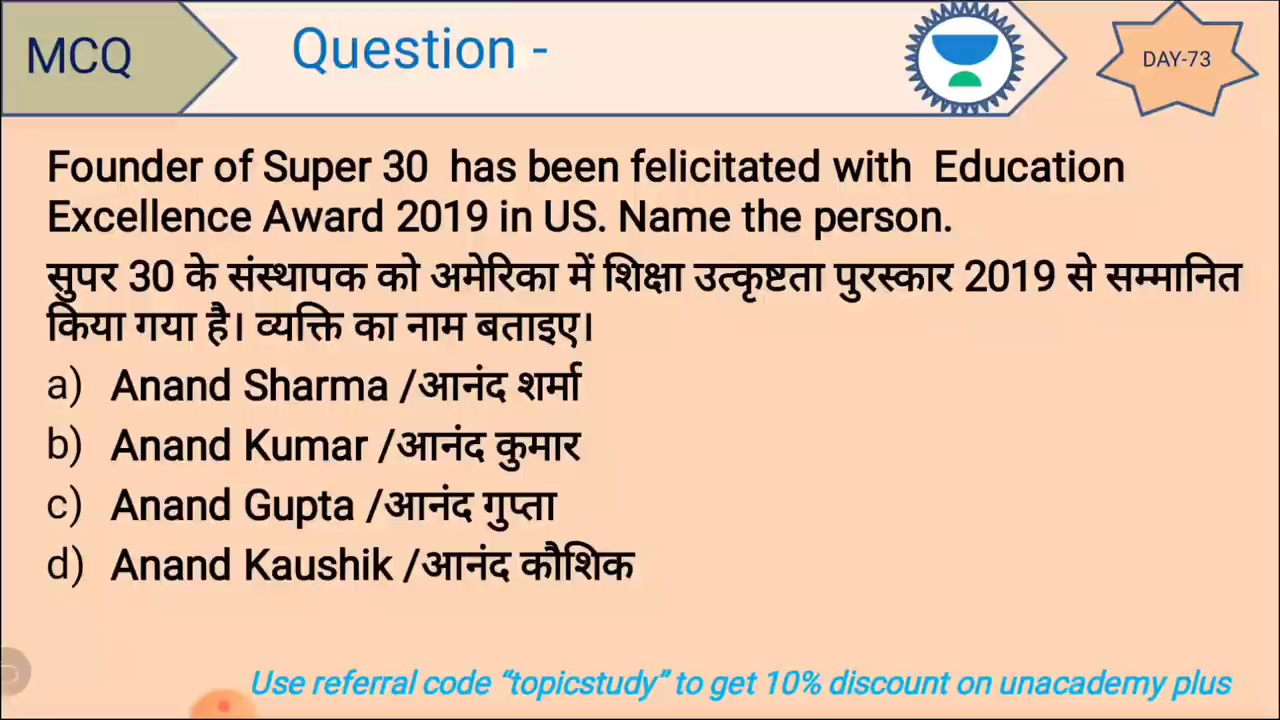 MCQ
Question -
DAY-73
Founder of Super 30 has been felicitated with Education
Excellence Award 2019 in US. Name the person.
सुपर 30 के संस्थापक को अमेरिका में शिक्षा उत्कृष्टता पुरस्कार 2019 से सम्मानित
किया गया है। व्यक्ति का नाम बताइए।
a) Anand Sharma /आनंद शर्मा
b) Anand Kumar /आनंद कुमार
c) Anand Gupta /आनंद गुप्ता
d) Anand Kaushik /आनंद कौशिक
Use referral code “topicstudy” to get 10% discount on unacademy plus